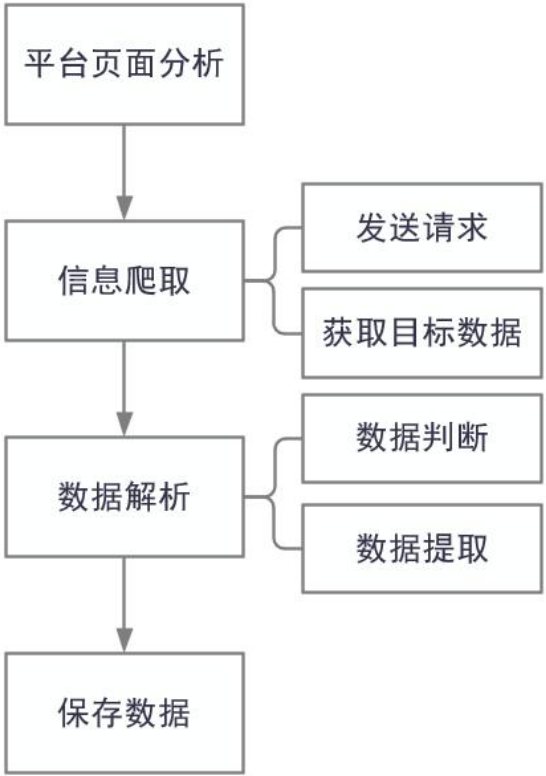 平台页面分析
信息爬取
发送请求
获取目标数据
数据解析
数据判断
数据提取
保存数据